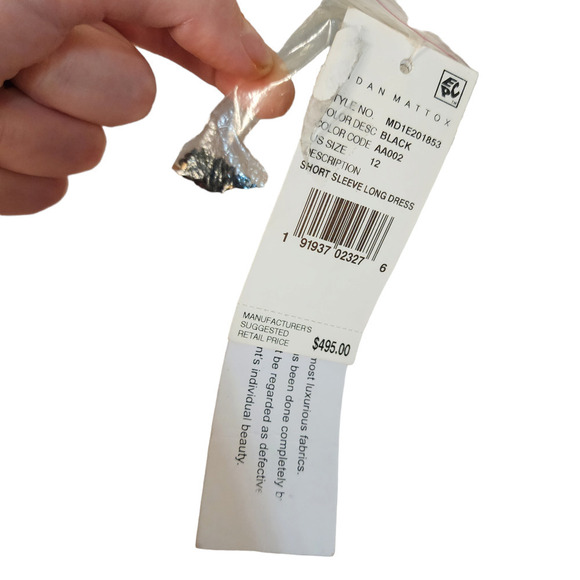 DAN MATTOX
EPC
TM
STYLE NO. MD1E201853
COLOR DESC BLACK
COLOR CODE AA002
US SIZE 12
DESCRIPTION
SHORT SLEEVE LONG DRESS
1 91937 02327 6
MANUFACTURER'S
SUGGESTED
RETAIL PRICE $495.00
most luxurious fabrics.
s been done completely b
t be regarded as defective
nt's individual beauty.